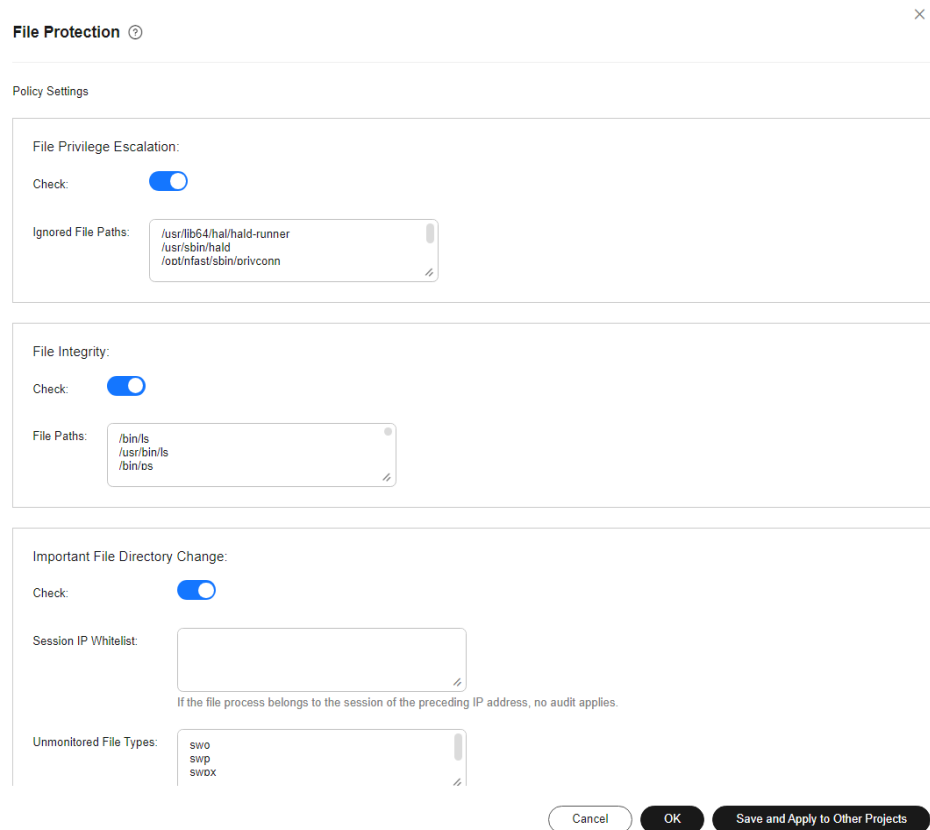 File Protection ?
Policy Settings
File Privilege Escalation:
Check:
Ignored File Paths:
/usr/lib64/hal/hald-runner
/usr/sbin/hald
/opt/nfast/sbin/privconn
File Integrity:
Check:
File Paths:
/bin/ls
/usr/bin/ls
/bin/ps
Important File Directory Change:
Check:
Session IP Whitelist:
If the file process belongs to the session of the preceding IP address, no audit applies.
Unmonitored File Types:
swo
swp
swpx
Cancel
OK
Save and Apply to Other Projects